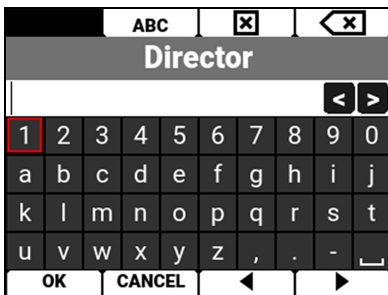 ABC
Director
< >
1 2 3 4 5 6 7 8 9 0
a b c d e f g h i j
k l m n o p q r s t
u v w x y z , . -
OK CANCEL